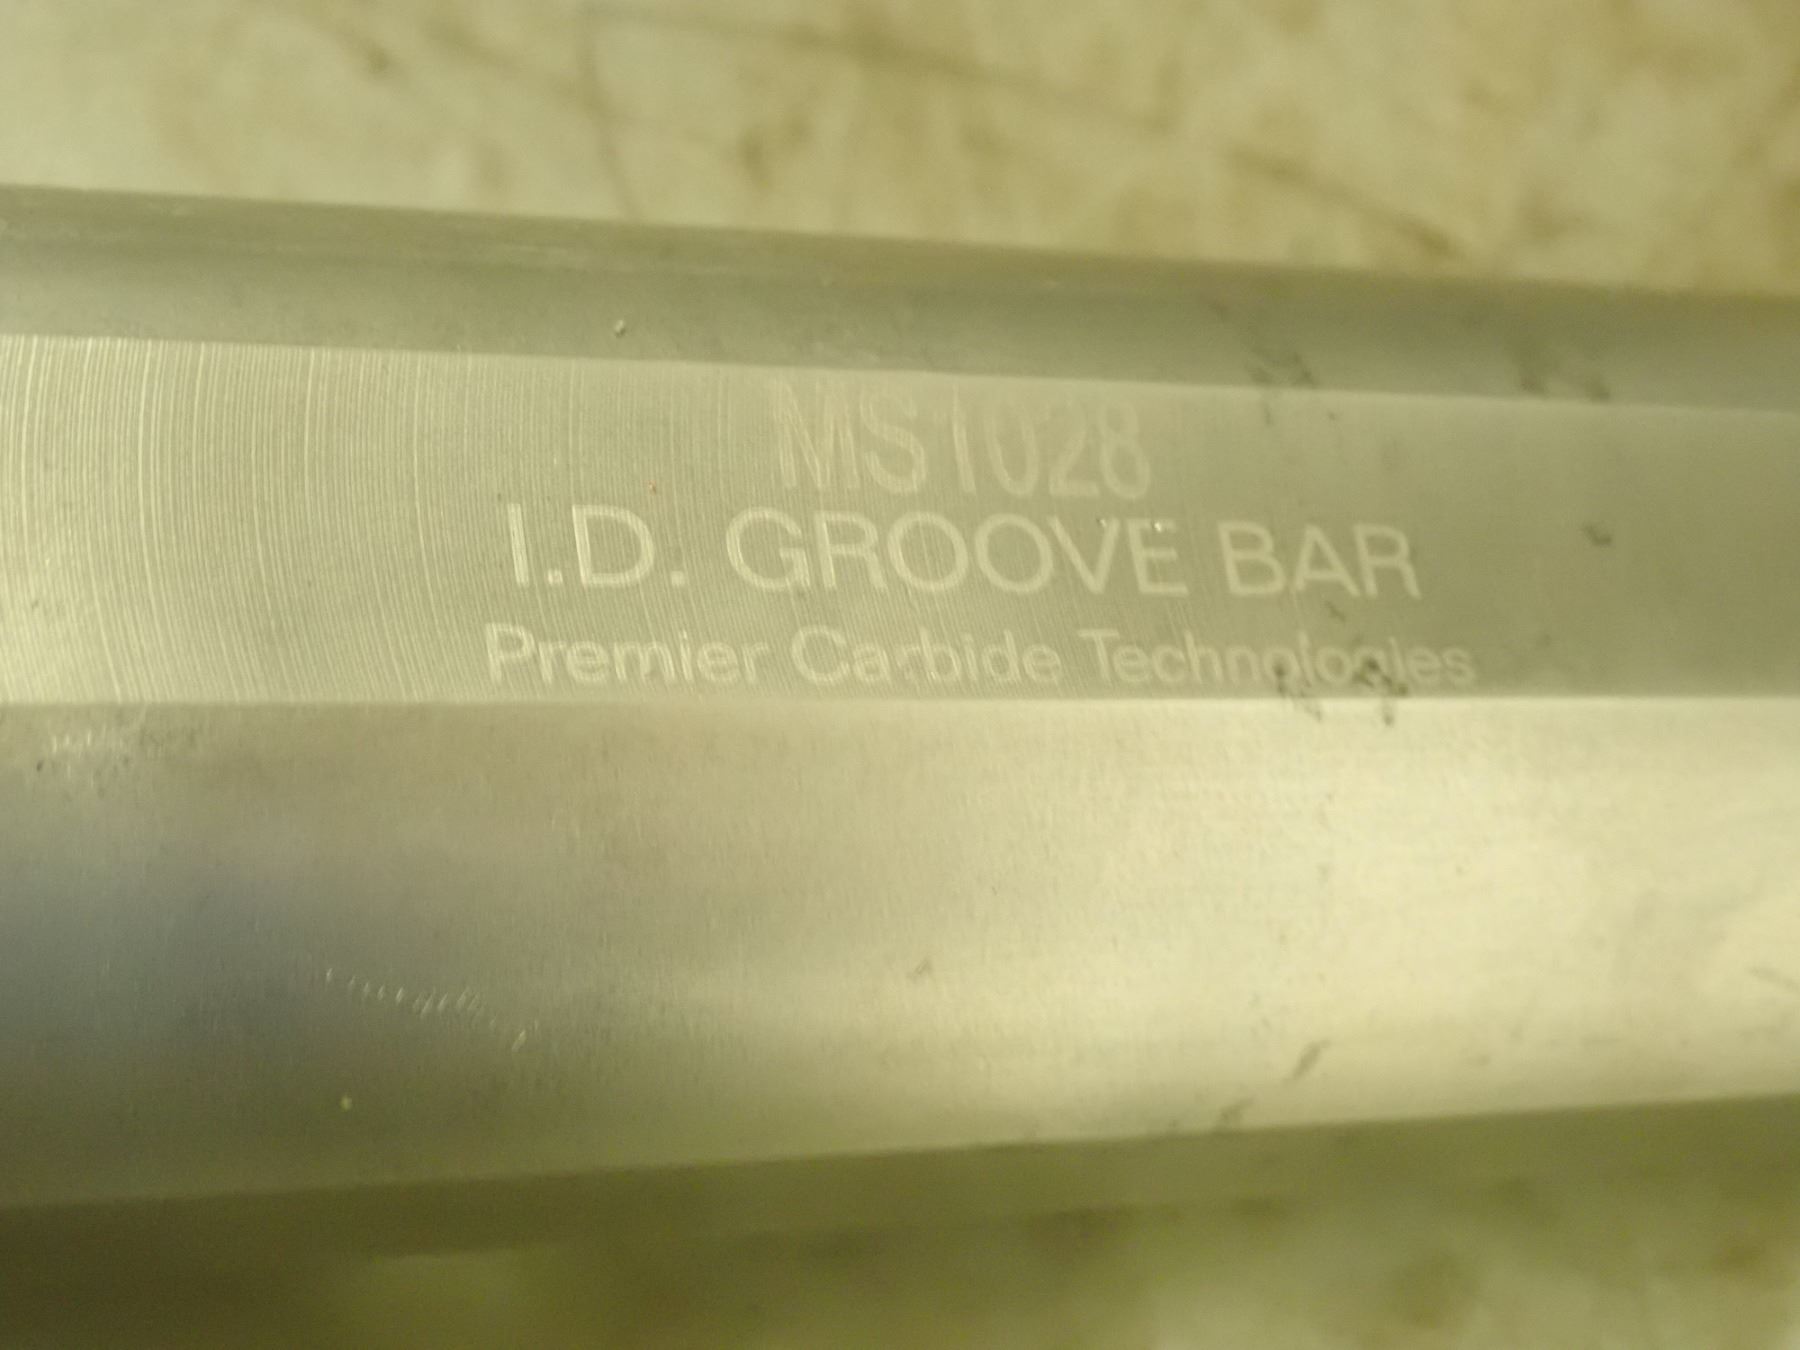 MS1028
I.D. GROOVE BAR
Premier Carbide Technologies